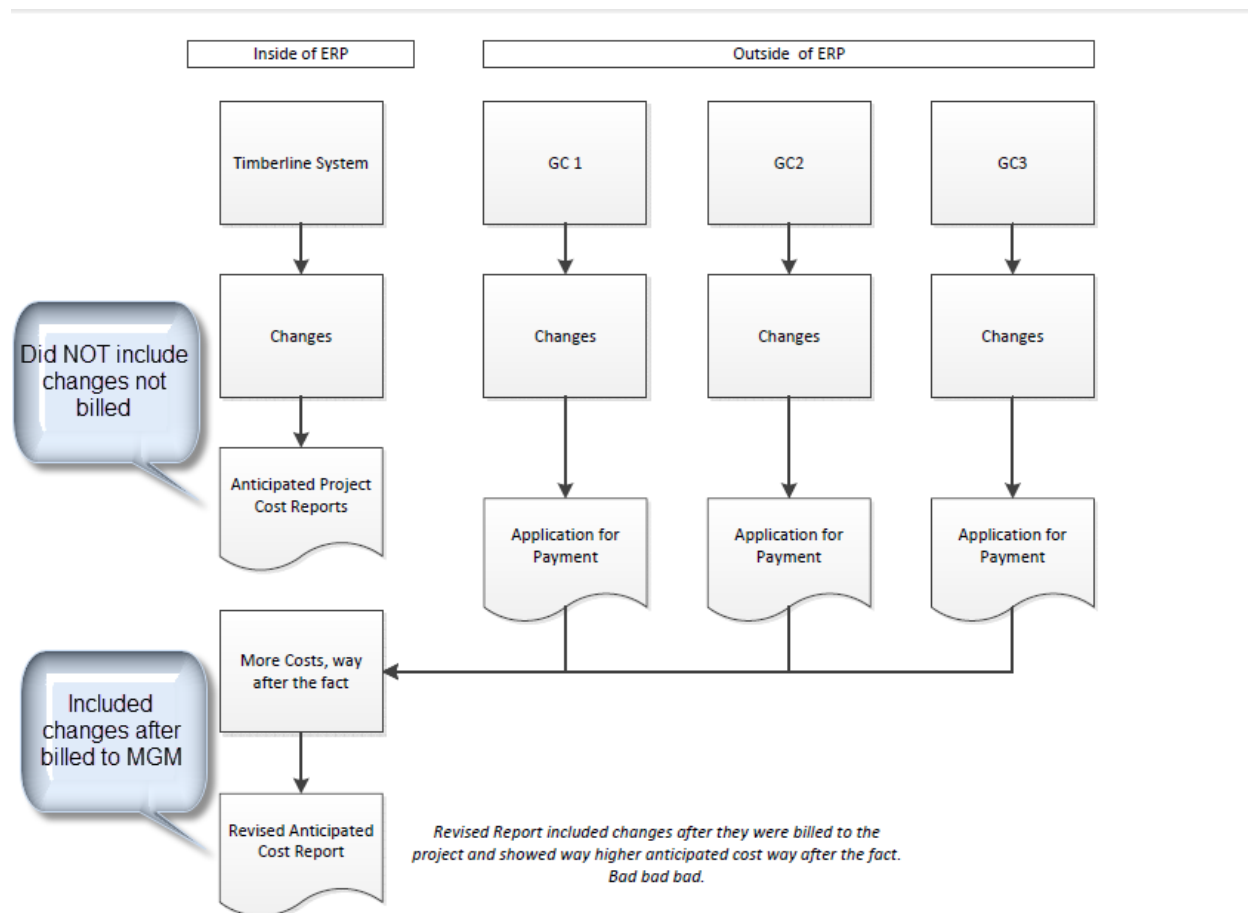 Inside of ERP
Outside  of ERP
Timberline System
GC 1
GC2
GC3
Changes
Changes
Changes
Changes
Did NOT include
changes not
billed
Anticipated Project
Cost Reports
Application for
Payment
Application for
Payment
Application for
Payment
More Costs, way
after the fact
Included
changes after
billed to MGM
Revised Anticipated
Cost Report
Revised Report included changes after they were billed to the
project and showed way higher anticipated cost way after the fact.
Bad bad bad.